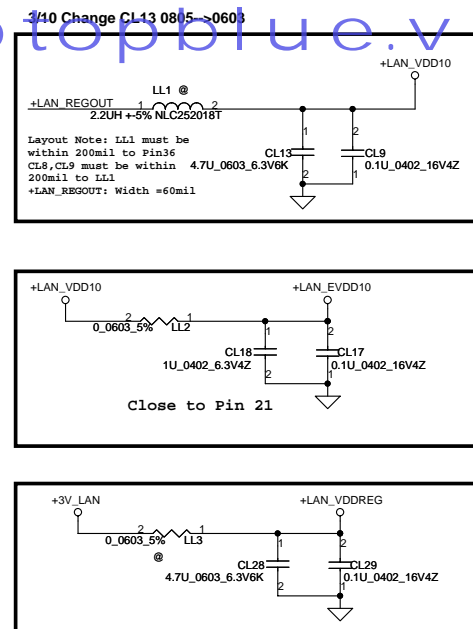 3/10 Change CL13 0805-->0603
topblue.v
+LAN_VDD10
LL1 @
+LAN_REGOUT 1 2
2.2UH +-5% NLC252018T
Layout Note: LL1 must be
within 200mil to Pin36
CL8,CL9 must be within
200mil to LL1
+LAN_REGOUT: Width =60mil
1 2
CL13 CL9
4.7U_0603_6.3V6K 0.1U_0402_16V4Z
2 1
+LAN_VDD10 +LAN_EVDD10
2 1
0_0603_5% LL2
1 2
CL18 CL17
1U_0402_6.3V4Z 0.1U_0402_16V4Z
2 1
Close to Pin 21
+3V_LAN +LAN_VDDREG
2 1
0_0603_5% LL3
@
1 2
CL28 CL29
4.7U_0603_6.3V6K 0.1U_0402_16V4Z
2 1